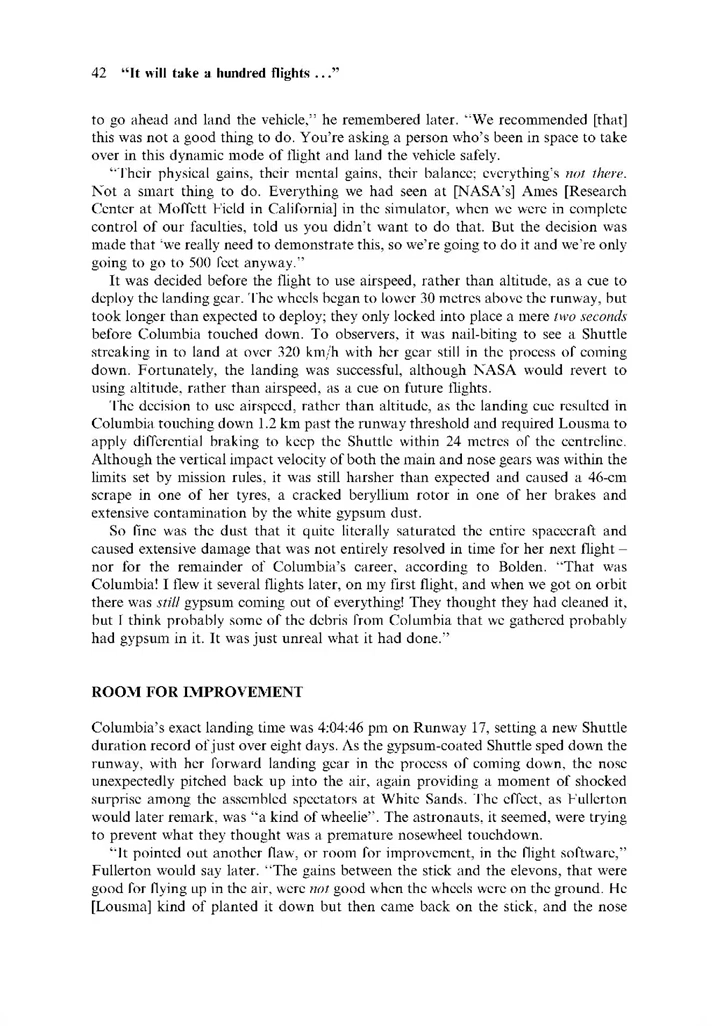 42 “It will take a hundred flights ...”
to go ahead and land the vehicle,” he remembered later. “We recommended [that]
this was not a good thing to do. You’re asking a person who’s been in space to take
over in this dynamic mode of flight and land the vehicle safely.
“Their physical gains, their mental gains, their balance; everything’s not there.
Not a smart thing to do. Everything we had seen at [NASA’s] Ames [Research
Center at Moffett Field in California] in the simulator, when we were in complete
control of our faculties, told us you didn’t want to do that. But the decision was
made that ‘we really need to demonstrate this, so we’re going to do it and we’re only
going to go to 500 feet anyway.”
It was decided before the flight to use airspeed, rather than altitude, as a cue to
deploy the landing gear. The wheels began to lower 30 metres above the runway, but
took longer than expected to deploy; they only locked into place a mere two seconds
before Columbia touched down. To observers, it was nail-biting to see a Shuttle
streaking in to land at over 320 km/h with her gear still in the process of coming
down. Fortunately, the landing was successful, although NASA would revert to
using altitude, rather than airspeed, as a cue on future flights.
The decision to use airspeed, rather than altitude, as the landing cue resulted in
Columbia touching down 1.2 km past the runway threshold and required Lousma to
apply differential braking to keep the Shuttle within 24 metres of the centreline.
Although the vertical impact velocity of both the main and nose gears was within the
limits set by mission rules, it was still harsher than expected and caused a 46-cm
scrape in one of her tyres, a cracked beryllium rotor in one of her brakes and
extensive contamination by the white gypsum dust.
So fine was the dust that it quite literally saturated the entire spacecraft and
caused extensive damage that was not entirely resolved in time for her next flight –
nor for the remainder of Columbia’s career, according to Bolden. “That was
Columbia! I flew it several flights later, on my first flight, and when we got on orbit
there was still gypsum coming out of everything! They thought they had cleaned it,
but I think probably some of the debris from Columbia that we gathered probably
had gypsum in it. It was just unreal what it had done.”
ROOM FOR IMPROVEMENT
Columbia’s exact landing time was 4:04:46 pm on Runway 17, setting a new Shuttle
duration record of just over eight days. As the gypsum-coated Shuttle sped down the
runway, with her forward landing gear in the process of coming down, the nose
unexpectedly pitched back up into the air, again providing a moment of shocked
surprise among the assembled spectators at White Sands. The effect, as Fullerton
would later remark, was “a kind of wheelie”. The astronauts, it seemed, were trying
to prevent what they thought was a premature nosewheel touchdown.
“It pointed out another flaw, or room for improvement, in the flight software,”
Fullerton would say later. “The gains between the stick and the elevons, that were
good for flying up in the air, were not good when the wheels were on the ground. He
[Lousma] kind of planted it down but then came back on the stick, and the nose